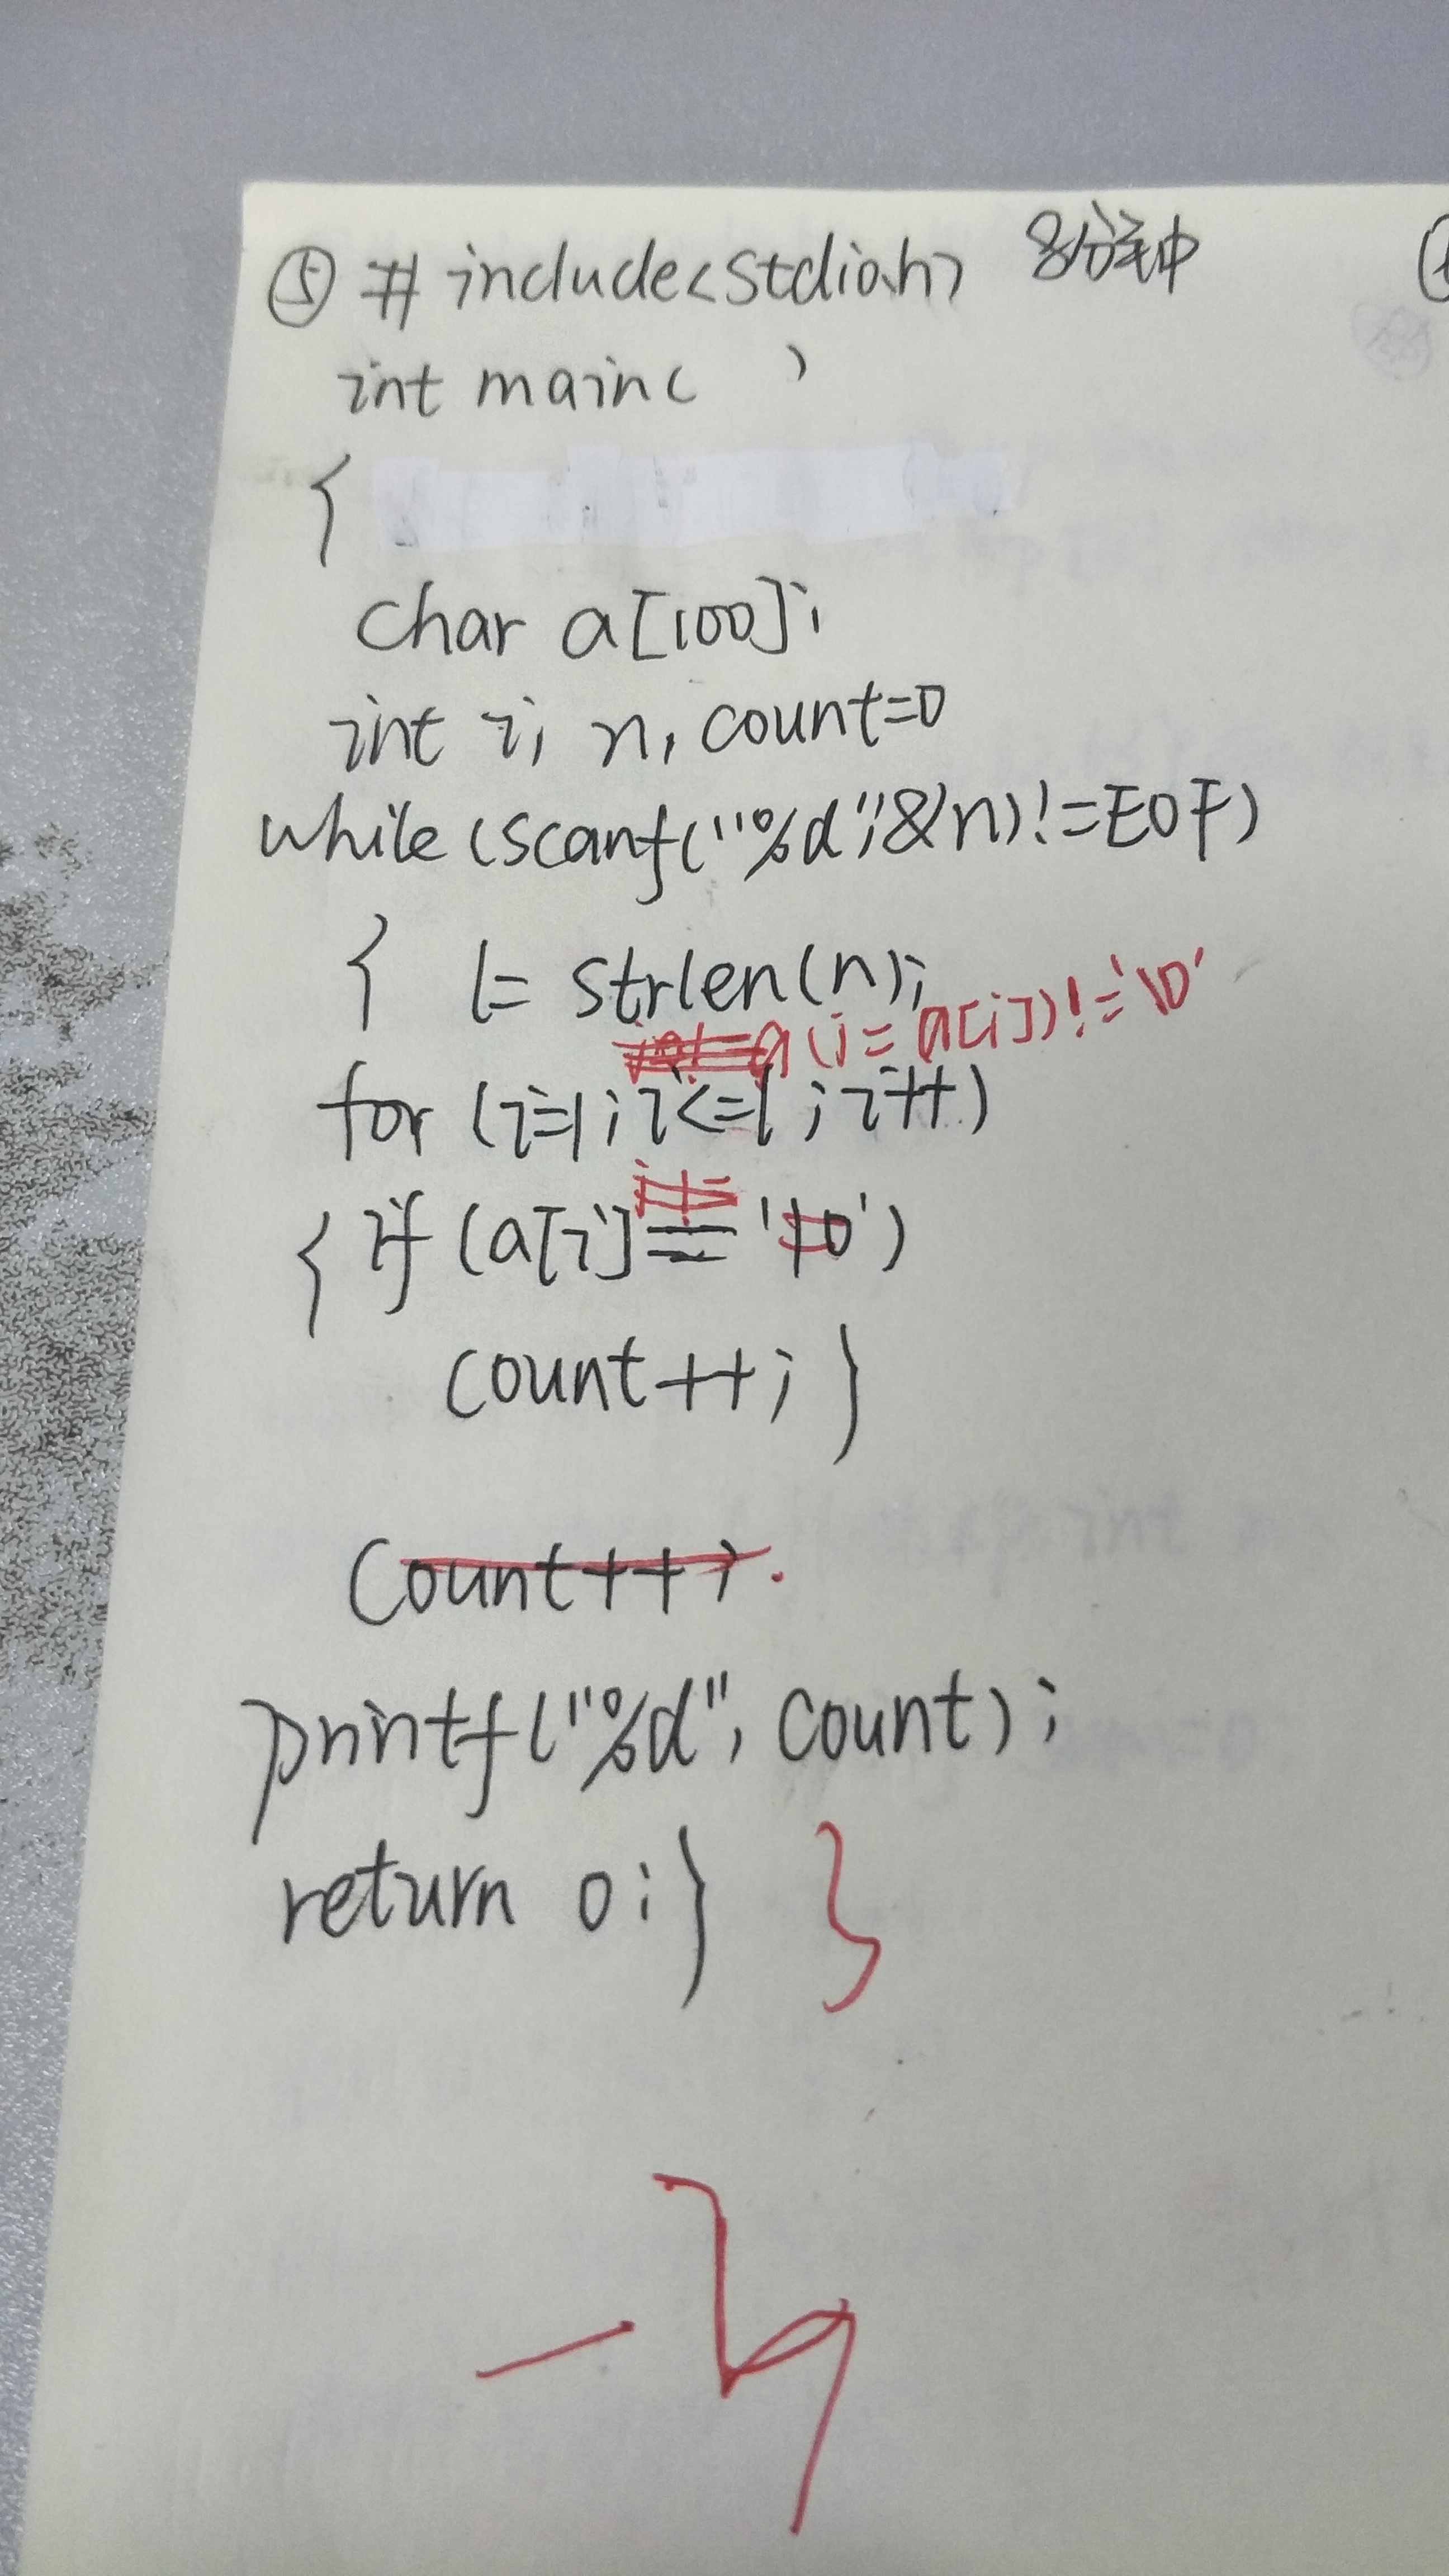 ⑤ #include<stdio.h> 8分钟
int main( )
{
char a[100];
int i, n, count=0
while (scanf("%d",&n)!=EOF)
{ l= strlen(n);
(i= a[i])!='\0'
for (i=1;i<=l;i++)
{ if (a[i]== '\0')
count++; }
count++;
printf("%d", count);
return 0;} }